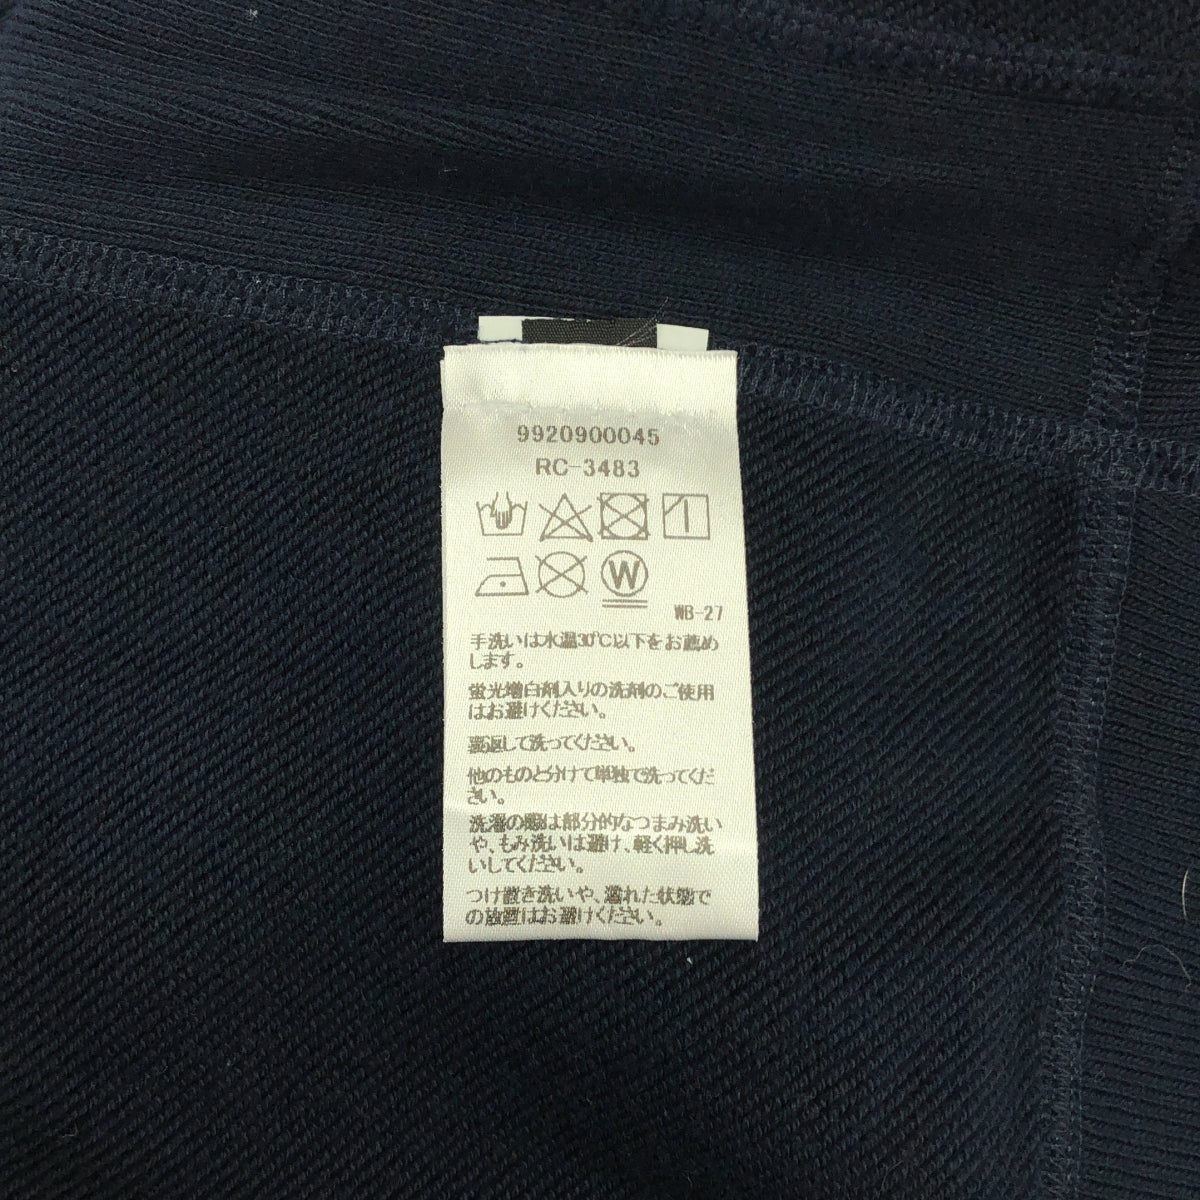 9920900045
RC-3483
W
WB-27
手洗いは水温30℃以下をお薦め
します。
蛍光増白剤入りの洗剤のご使用
はお避けください。
裏返して洗ってください。
他のものと分けて単独で洗ってくだ
さい。
洗濯の際は部分的なつまみ洗い
や、もみ洗いは避け、軽く押し洗
いしてください。
つけ置き洗いや、濡れた状態で
の放置はお避けください。